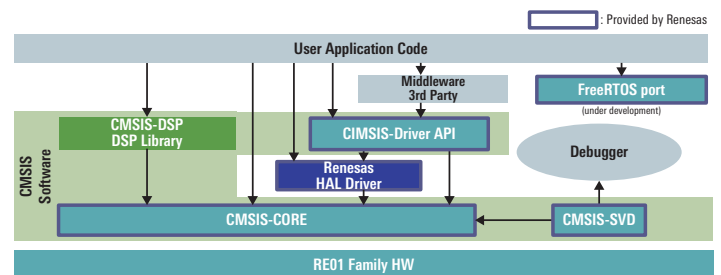 : Provided by Renesas
User Application Code
Middleware
3rd Party
FreeRTOS port
(under development)
CMSIS-DSP
DSP Library
CIMSIS-Driver API
Debugger
Renesas
HAL Driver
CMSIS
Software
CMSIS-CORE
CMSIS-SVD
RE01 Family HW